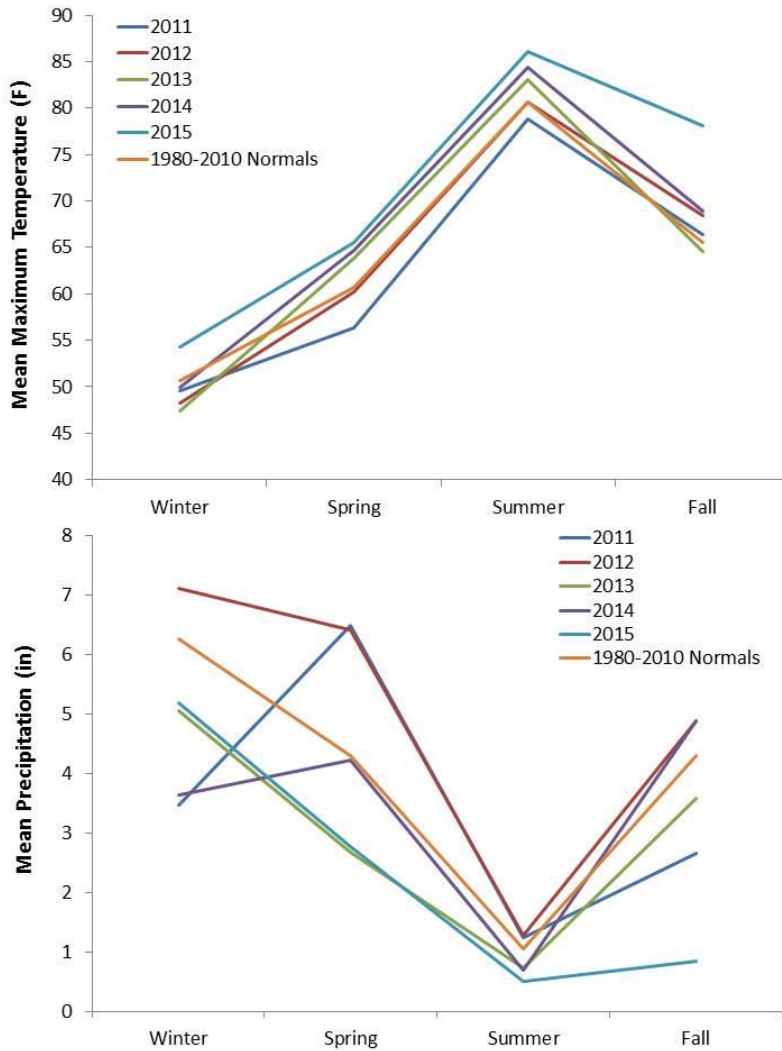 Mean Maximum Temperature (F)
90
85
80
75
70
65
60
55
50
45
40
2011
2012
2013
2014
2015
1980-2010 Normals
Winter
Spring
Summer
Fall
Mean Precipitation (in)
8
7
6
5
4
3
2
1
0
2011
2012
2013
2014
2015
1980-2010 Normals
Winter
Spring
Summer
Fall